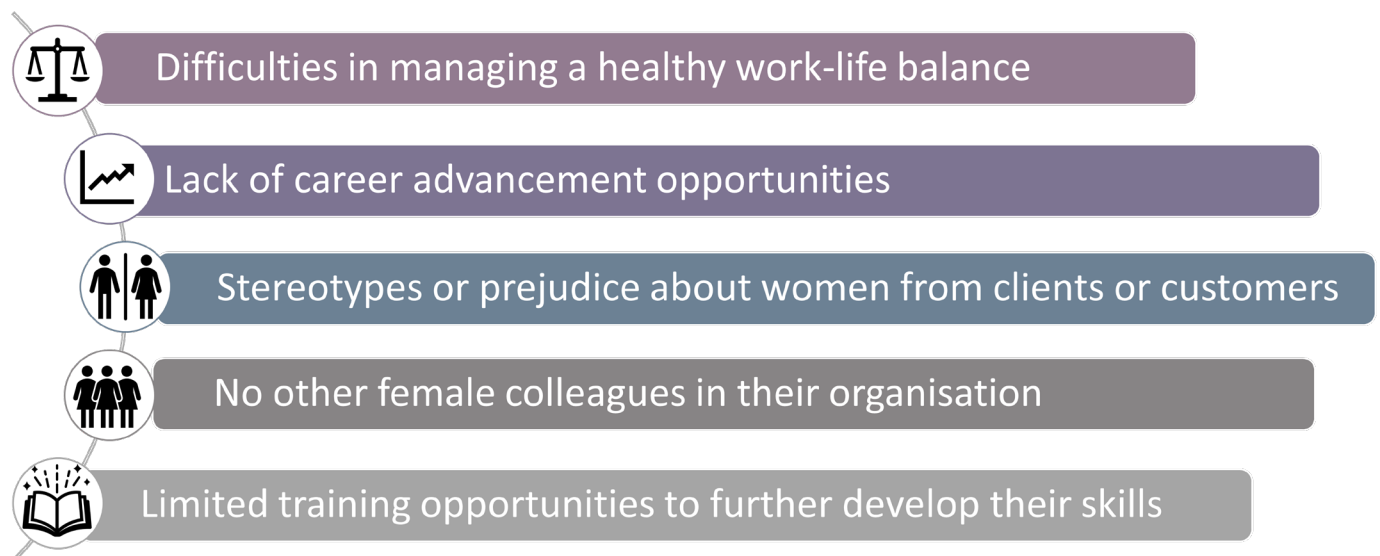 Difficulties in managing a healthy work-life balance
Lack of career advancement opportunities
Stereotypes or prejudice about women from clients or customers
No other female colleagues in their organisation
Limited training opportunities to further develop their skills